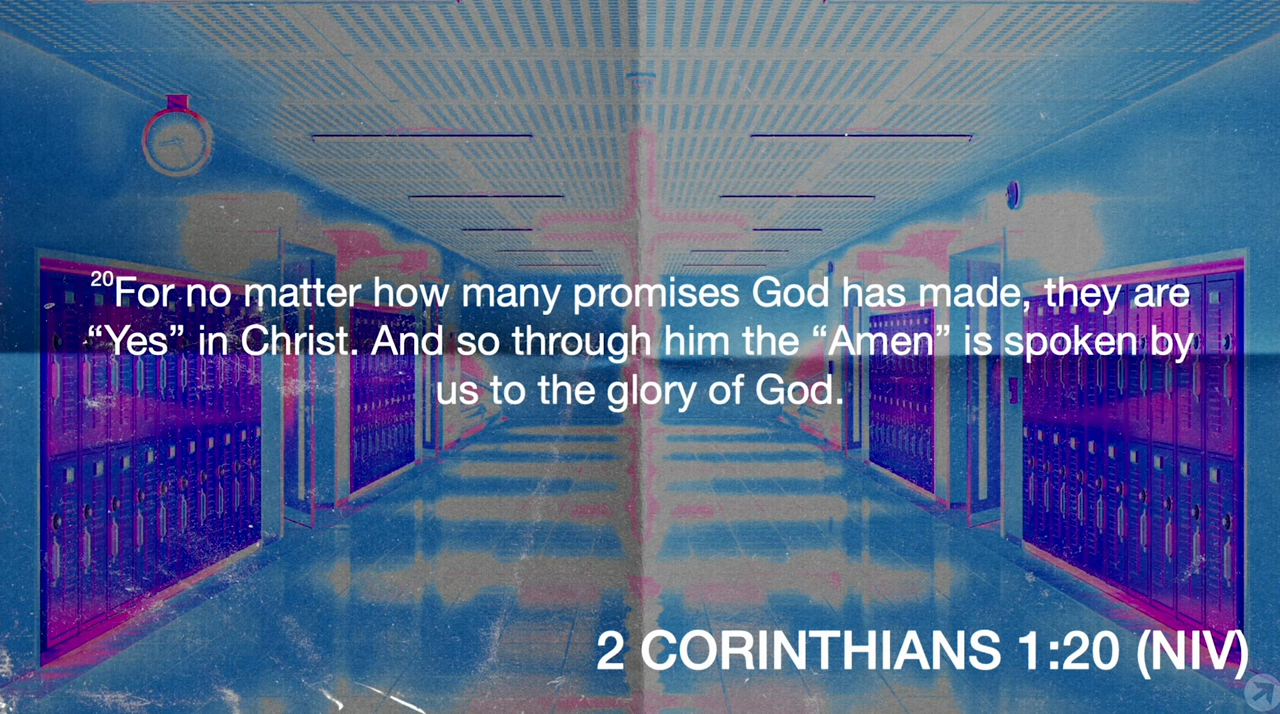 ²⁰For no matter how many promises God has made, they are
“Yes” in Christ. And so through him the “Amen” is spoken by
us to the glory of God.
2 CORINTHIANS 1:20 (NIV)